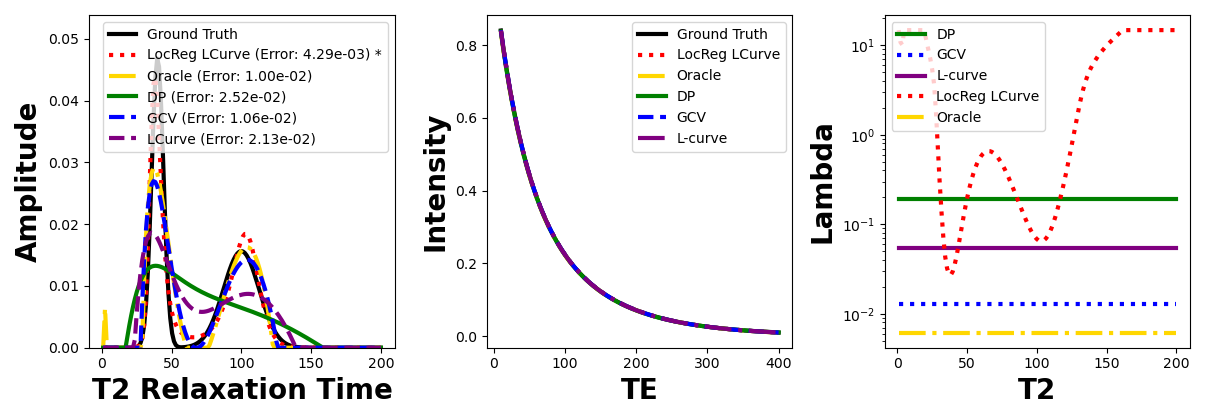 Amplitude
0.05
0.04
0.03
0.02
0.01
0.00
Ground Truth
LocReg LCurve (Error: 4.29e-03) *
Oracle (Error: 1.00e-02)
DP (Error: 2.52e-02)
GCV (Error: 1.06e-02)
LCurve (Error: 2.13e-02)
0 50 100 150 200
T2 Relaxation Time
Intensity
0.8
0.6
0.4
0.2
0.0
Ground Truth
LocReg LCurve
Oracle
DP
GCV
L-curve
0 100 200 300 400
TE
Lambda
10¹
10⁰
10⁻¹
10⁻²
DP
GCV
L-curve
LocReg LCurve
Oracle
0 50 100 150 200
T2